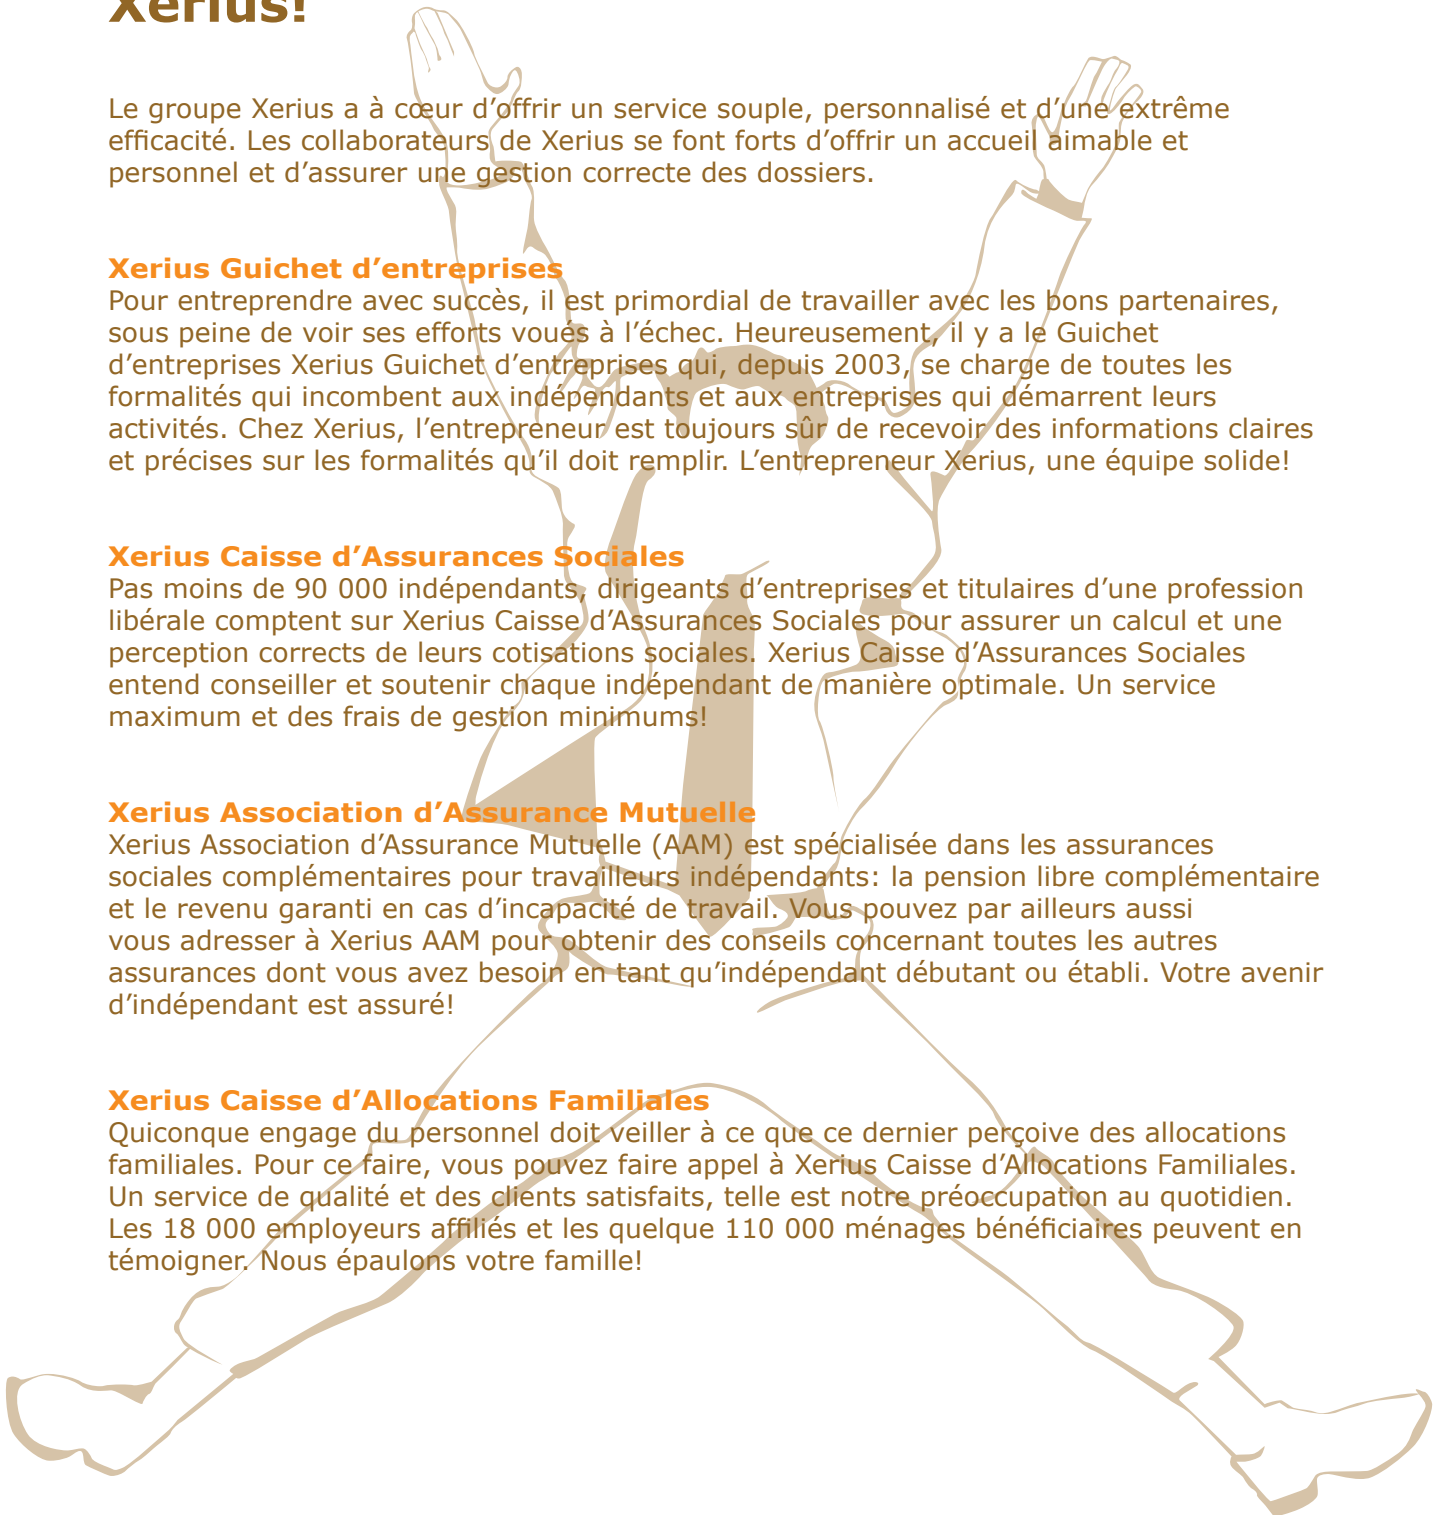 Xerius!
Le groupe Xerius a à cœur d’offrir un service souple, personnalisé et d’une extrême
efficacité. Les collaborateurs de Xerius se font forts d’offrir un accueil aimable et
personnel et d’assurer une gestion correcte des dossiers.
Xerius Guichet d’entreprises
Pour entreprendre avec succès, il est primordial de travailler avec les bons partenaires,
sous peine de voir ses efforts voués à l’échec. Heureusement, il y a le Guichet
d’entreprises Xerius Guichet d’entreprises qui, depuis 2003, se charge de toutes les
formalités qui incombent aux indépendants et aux entreprises qui démarrent leurs
activités. Chez Xerius, l’entrepreneur est toujours sûr de recevoir des informations claires
et précises sur les formalités qu’il doit remplir. L’entrepreneur Xerius, une équipe solide!
Xerius Caisse d’Assurances Sociales
Pas moins de 90 000 indépendants, dirigeants d’entreprises et titulaires d’une profession
libérale comptent sur Xerius Caisse d’Assurances Sociales pour assurer un calcul et une
perception corrects de leurs cotisations sociales. Xerius Caisse d’Assurances Sociales
entend conseiller et soutenir chaque indépendant de manière optimale. Un service
maximum et des frais de gestion minimums!
Xerius Association d’Assurance Mutuelle
Xerius Association d’Assurance Mutuelle (AAM) est spécialisée dans les assurances
sociales complémentaires pour travailleurs indépendants: la pension libre complémentaire
et le revenu garanti en cas d’incapacité de travail. Vous pouvez par ailleurs aussi
vous adresser à Xerius AAM pour obtenir des conseils concernant toutes les autres
assurances dont vous avez besoin en tant qu’indépendant débutant ou établi. Votre avenir
d’indépendant est assuré!
Xerius Caisse d’Allocations Familiales
Quiconque engage du personnel doit veiller à ce que ce dernier perçoive des allocations
familiales. Pour ce faire, vous pouvez faire appel à Xerius Caisse d’Allocations Familiales.
Un service de qualité et des clients satisfaits, telle est notre préoccupation au quotidien.
Les 18 000 employeurs affiliés et les quelque 110 000 ménages bénéficiaires peuvent en
témoigner. Nous épaulons votre famille!